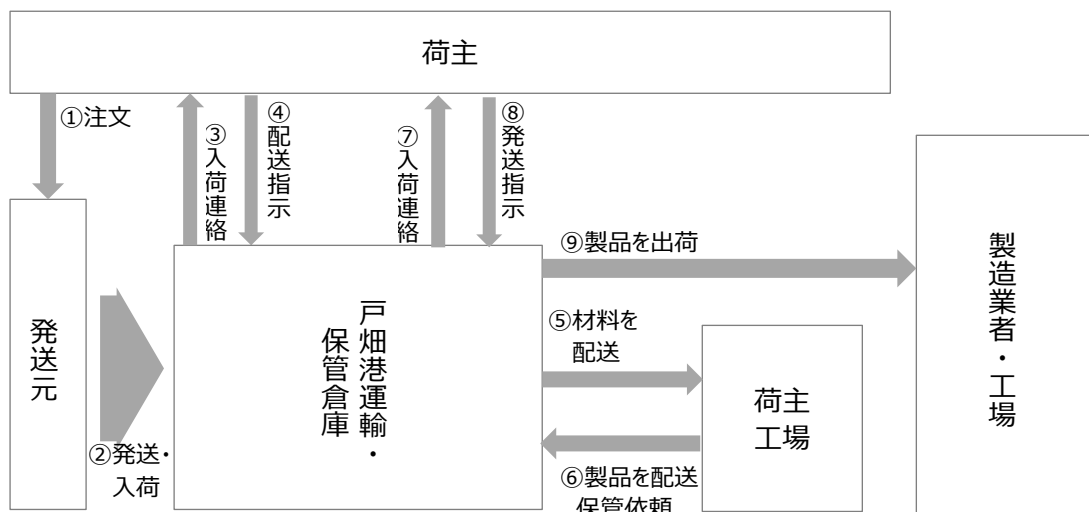 荷主
①注文
③入荷連絡
④配送指示
⑦入荷連絡
⑧発送指示
発送元
②発送・
入荷
戸畑港運輸・
保管倉庫
⑨製品を出荷
⑤材料を
配送
荷主
工場
⑥製品を配送
保管依頼
製造業者・工場